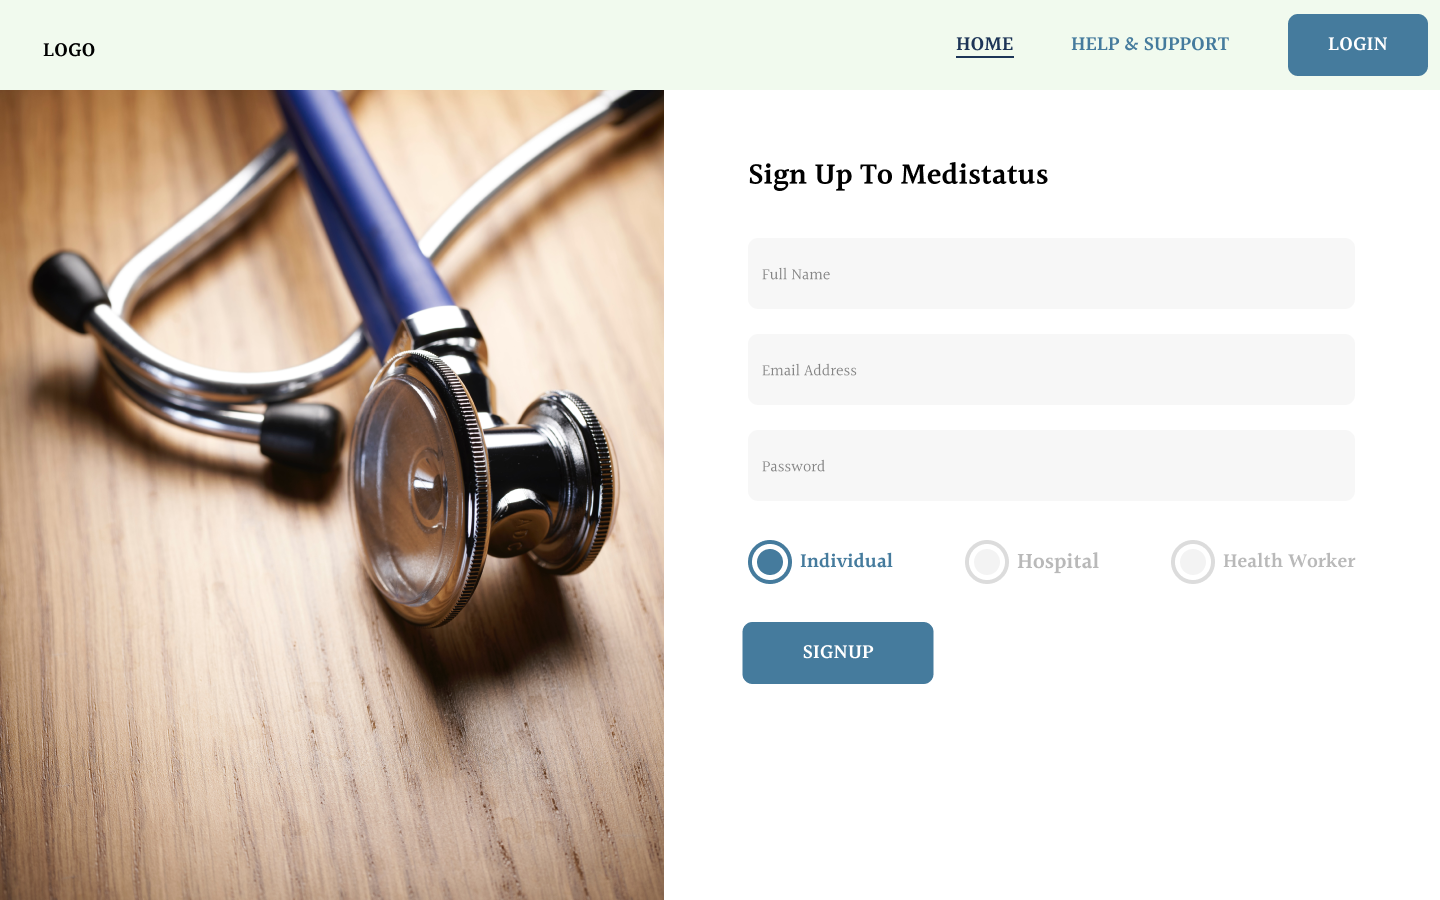 LOGO
HOME
HELP & SUPPORT
LOGIN
Sign Up To Medistatus
Full Name
Email Address
Password
Individual
Hospital
Health Worker
SIGNUP